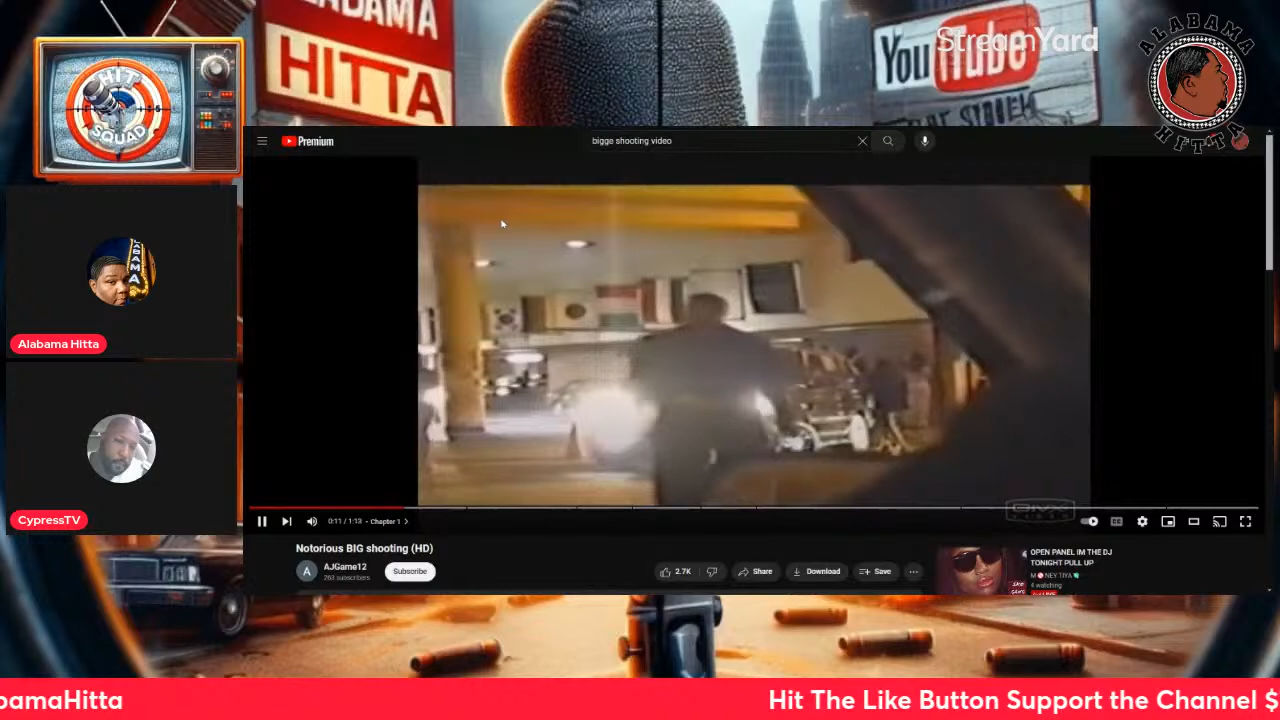 ALABAMA
HITTA
YouTube
StreamYard
ALABAMA
HITTA
HIT
SQUAD
Premium
bigge shooting video
ALABAMA
Alabama Hitta
CypressTV
0:11 / 1:13 • Chapter 1
Notorious BIG shooting (HD)
A
AJGame12
263 subscribers
Subscribe
2.7K
Share
Download
Save
OPEN PANEL IM THE DJ
TONIGHT PULL UP
4 watching
bamaHitta
Hit The Like Button Support the Channel $